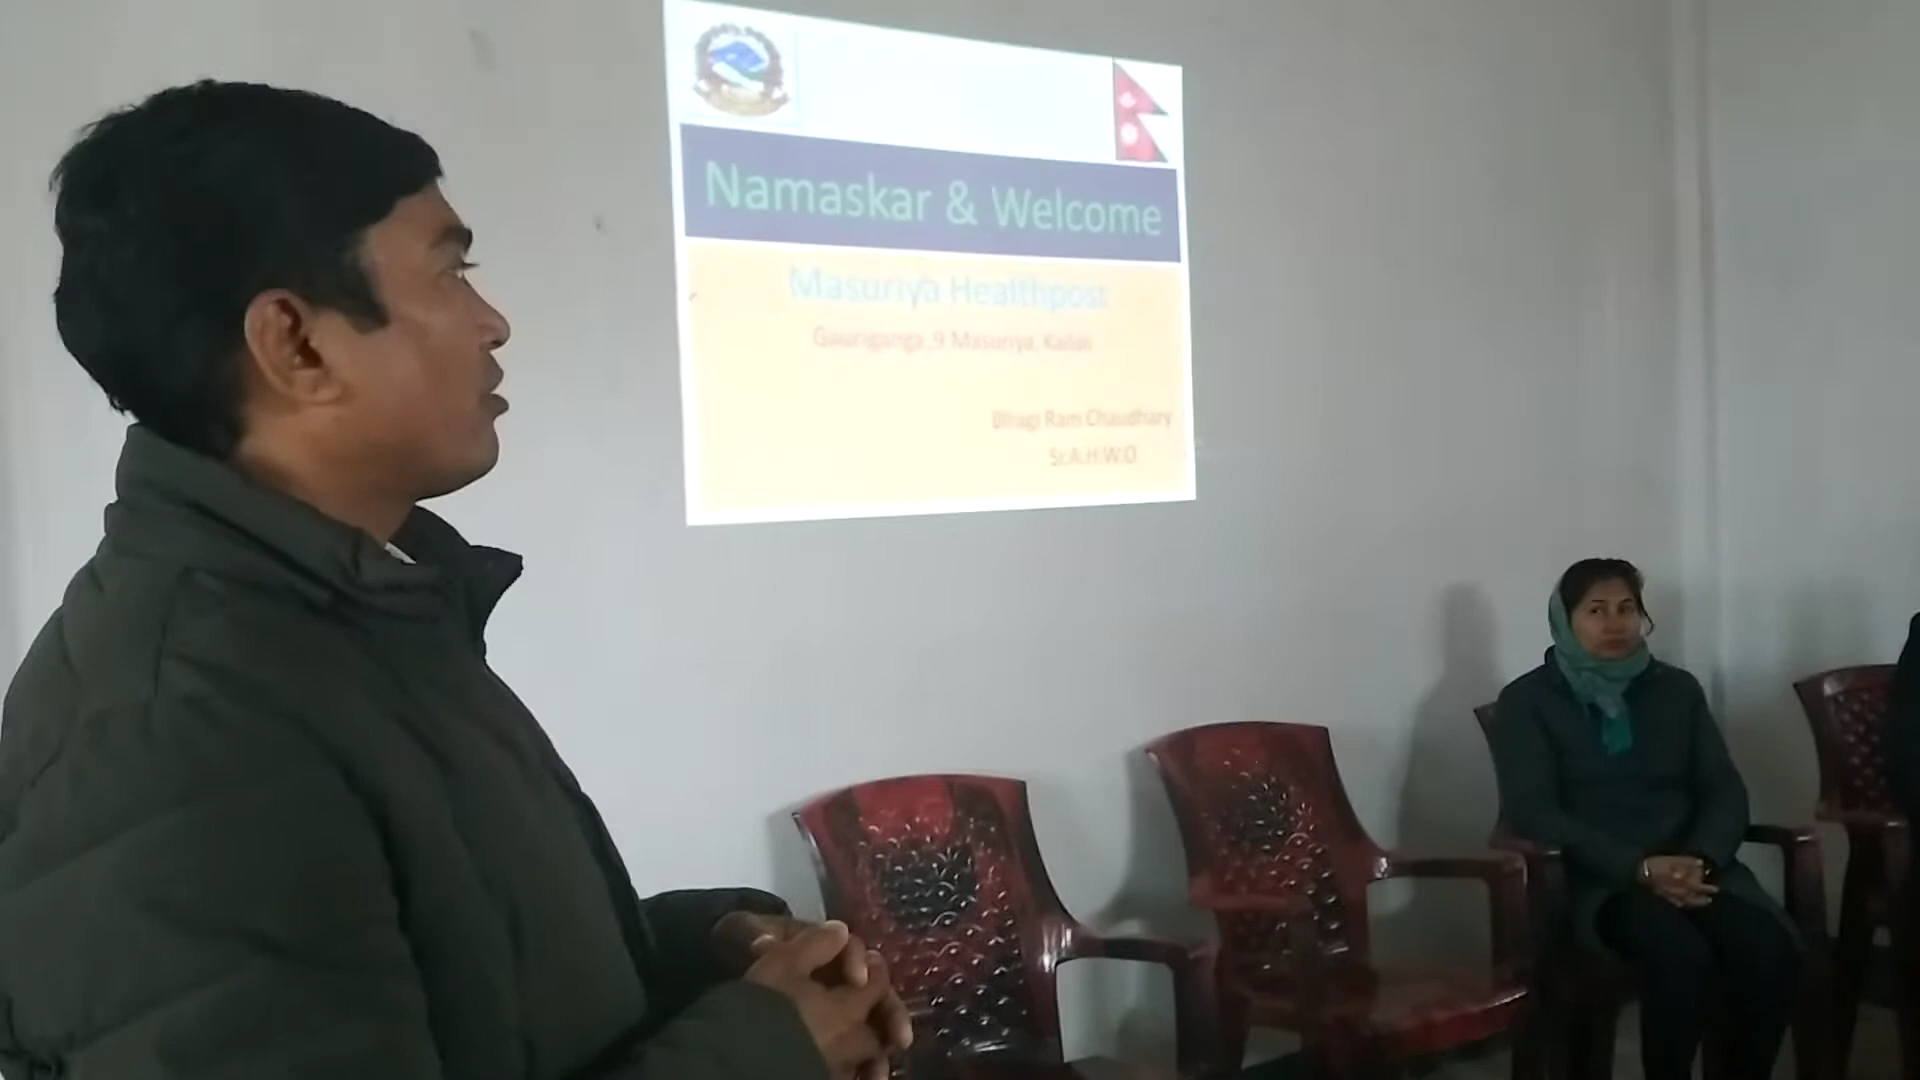 Namaskar & Welcome
Masuriya Healthpost
Gauriganga ,9 Masuriya, Kailali
Bhagi Ram Chaudhary
Sr.A.H.W.O